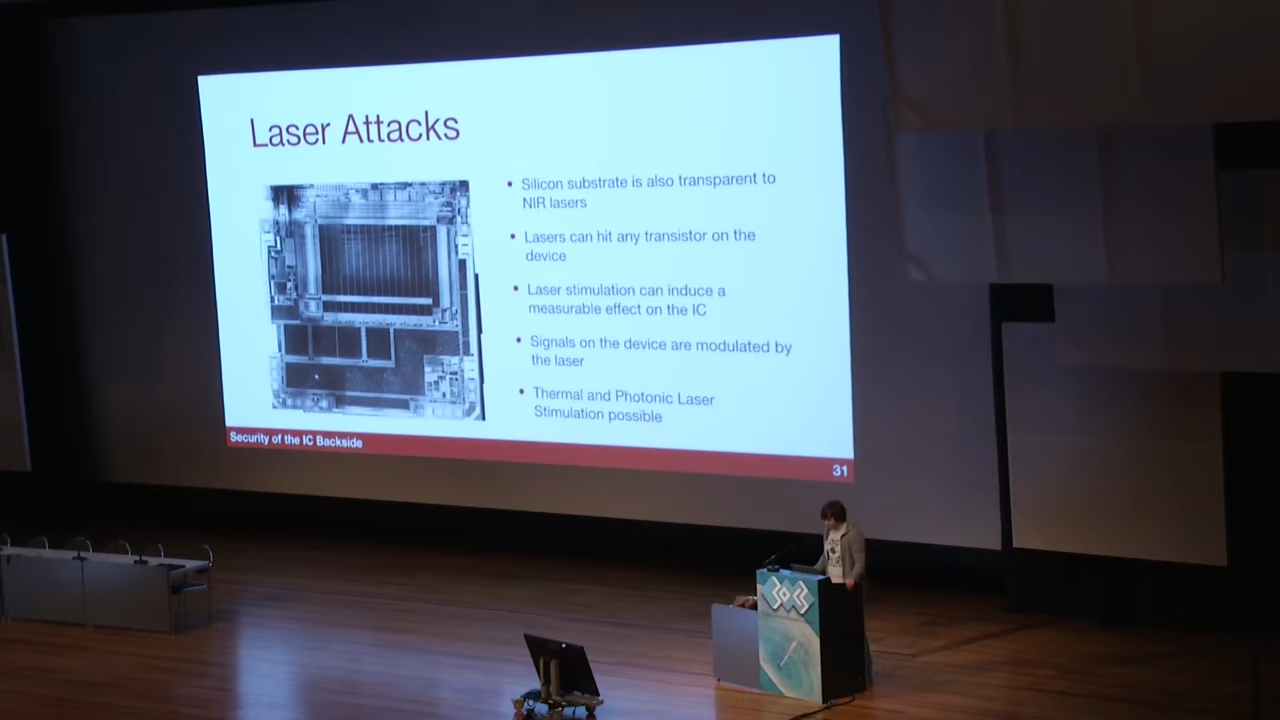 Laser Attacks
• Silicon substrate is also transparent to
NIR lasers
• Lasers can hit any transistor on the
device
• Laser stimulation can induce a
measurable effect on the IC
• Signals on the device are modulated by
the laser
• Thermal and Photonic Laser
Stimulation possible
Security of the IC Backside
31